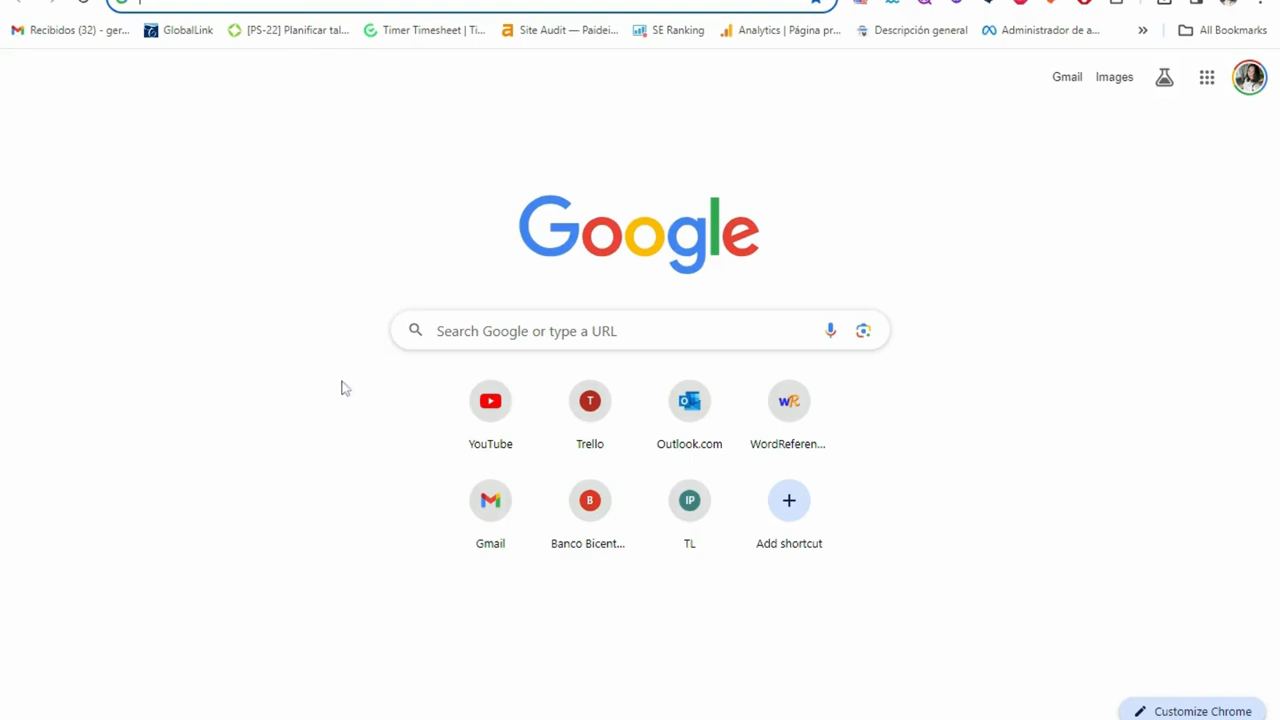 Recibidos (32) - ger... GlobalLink [PS-22] Planificar tal... Timer Timesheet | Ti... Site Audit — Paidei... SE Ranking Analytics | Página pr... Descripción general Administrador de a... » All Bookmarks
Gmail Images
Google
Search Google or type a URL
T wR
YouTube Trello Outlook.com WordReferen...
B IP
Gmail Banco Bicent... TL Add shortcut
Customize Chrome